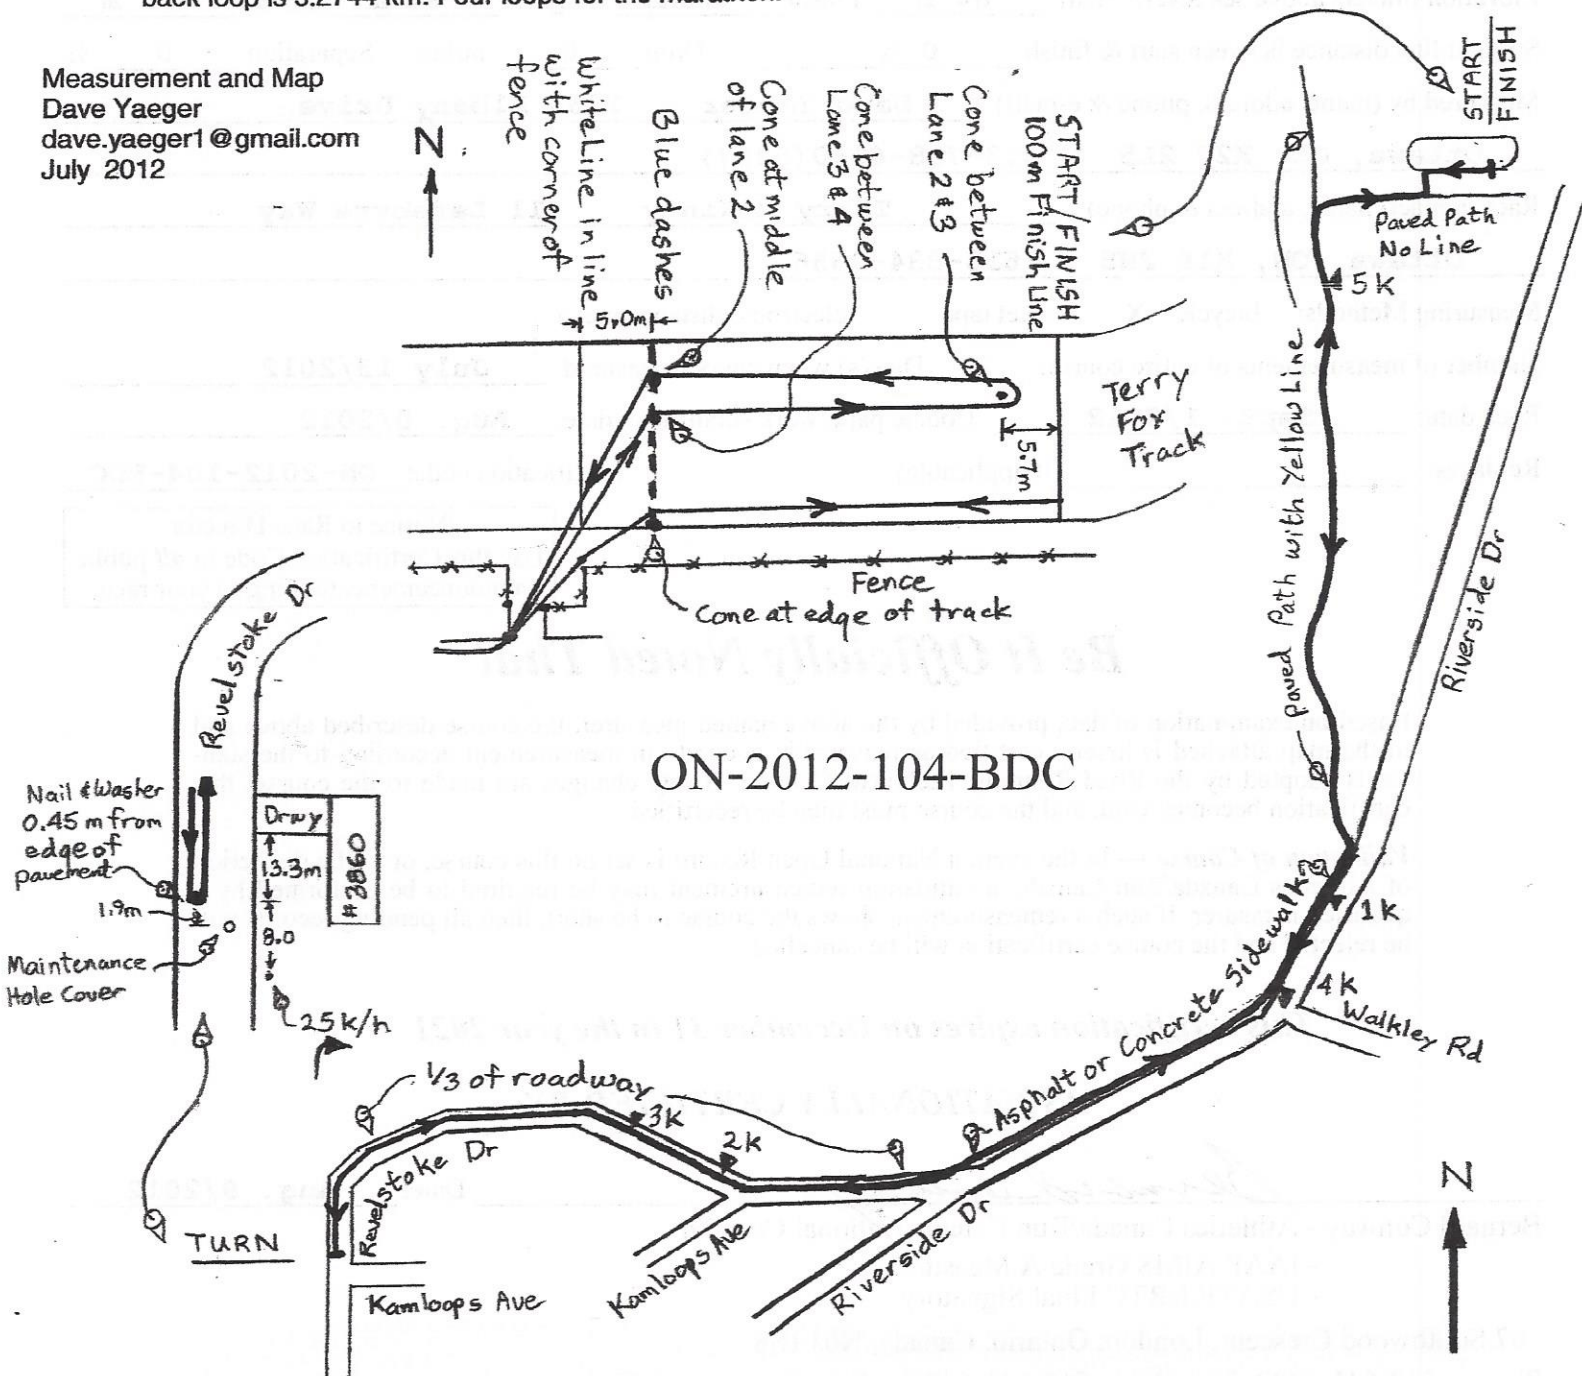 Measurement and Map
Dave Yaeger
dave.yaeger1@gmail.com
July 2012
N
White Line in line
with corner of
fence
Blue dashes
Cone at middle
of lane 2
Cone between
Lane 3 & 4
Cone between
Lane 2 & 3
START FINISH
100m Finish Line
START
FINISH
Paved Path
No Line
5K
5.0m
5.7m
Terry
Fox
Track
Fence
Cone at edge of track
Paved Path with Yellow Line
Riverside Dr
Riverside Dr
ON-2012-104-BDC
Revelstoke Dr
Nail & Washer
0.45 m from
edge of
pavement
1.9m
Maintenance
Hole Cover
Drwy
13.3m
#2860
8.0
25K/h
TURN
1/3 of roadway
3K
2K
Asphalt or Concrete Sidewalk
1K
4K
Walkley Rd
Revelstoke Dr
Kamloops Ave
Kamloops Ave
Riverside Dr
N